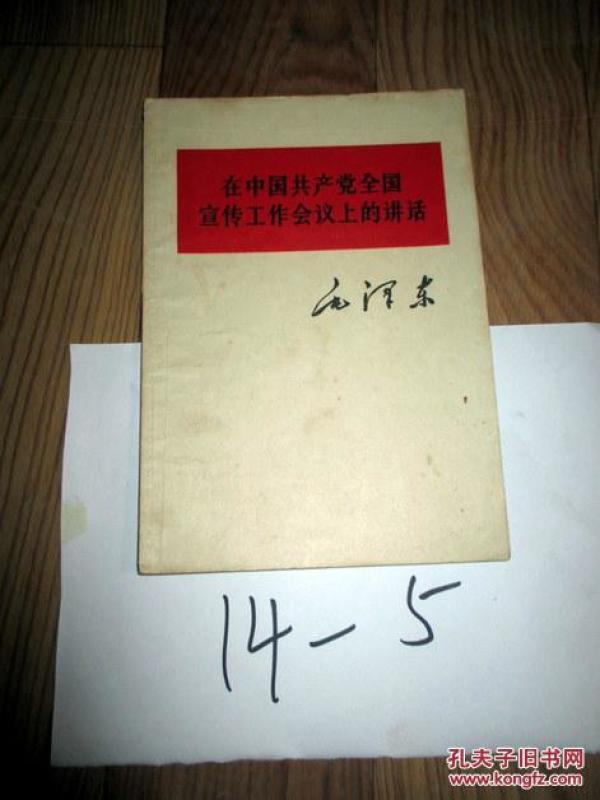 在中国共产党全国
宣传工作会议上的讲话
毛泽东
14-5
孔夫子旧书网
www.kongfz.com